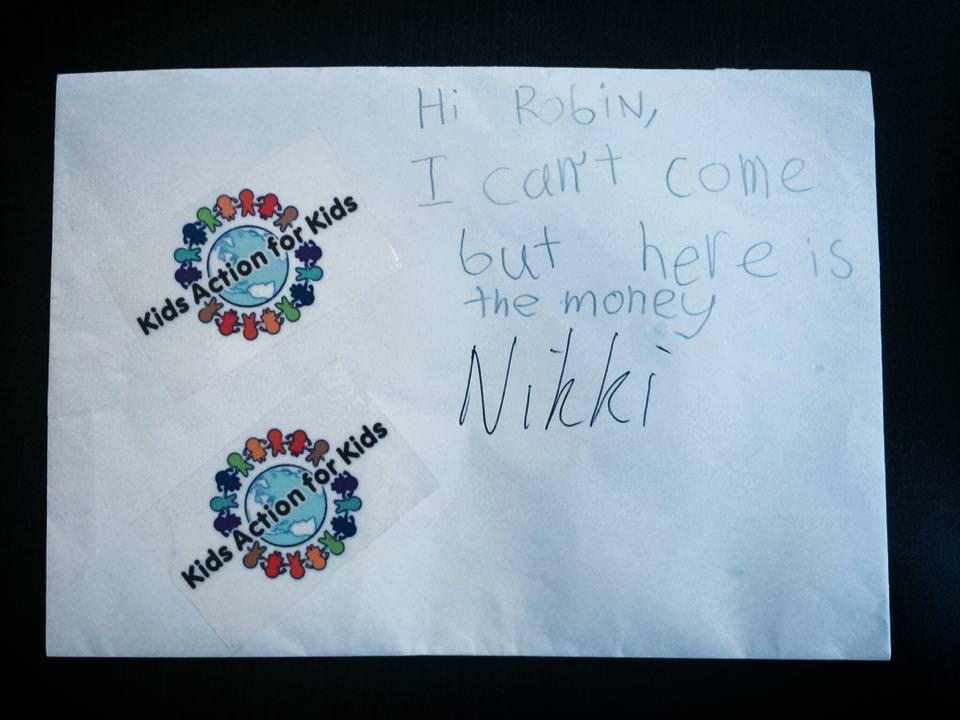 Kids Action for Kids
Kids Action for Kids
Hi Robin,
I can't come
but here is
the money
Nikki